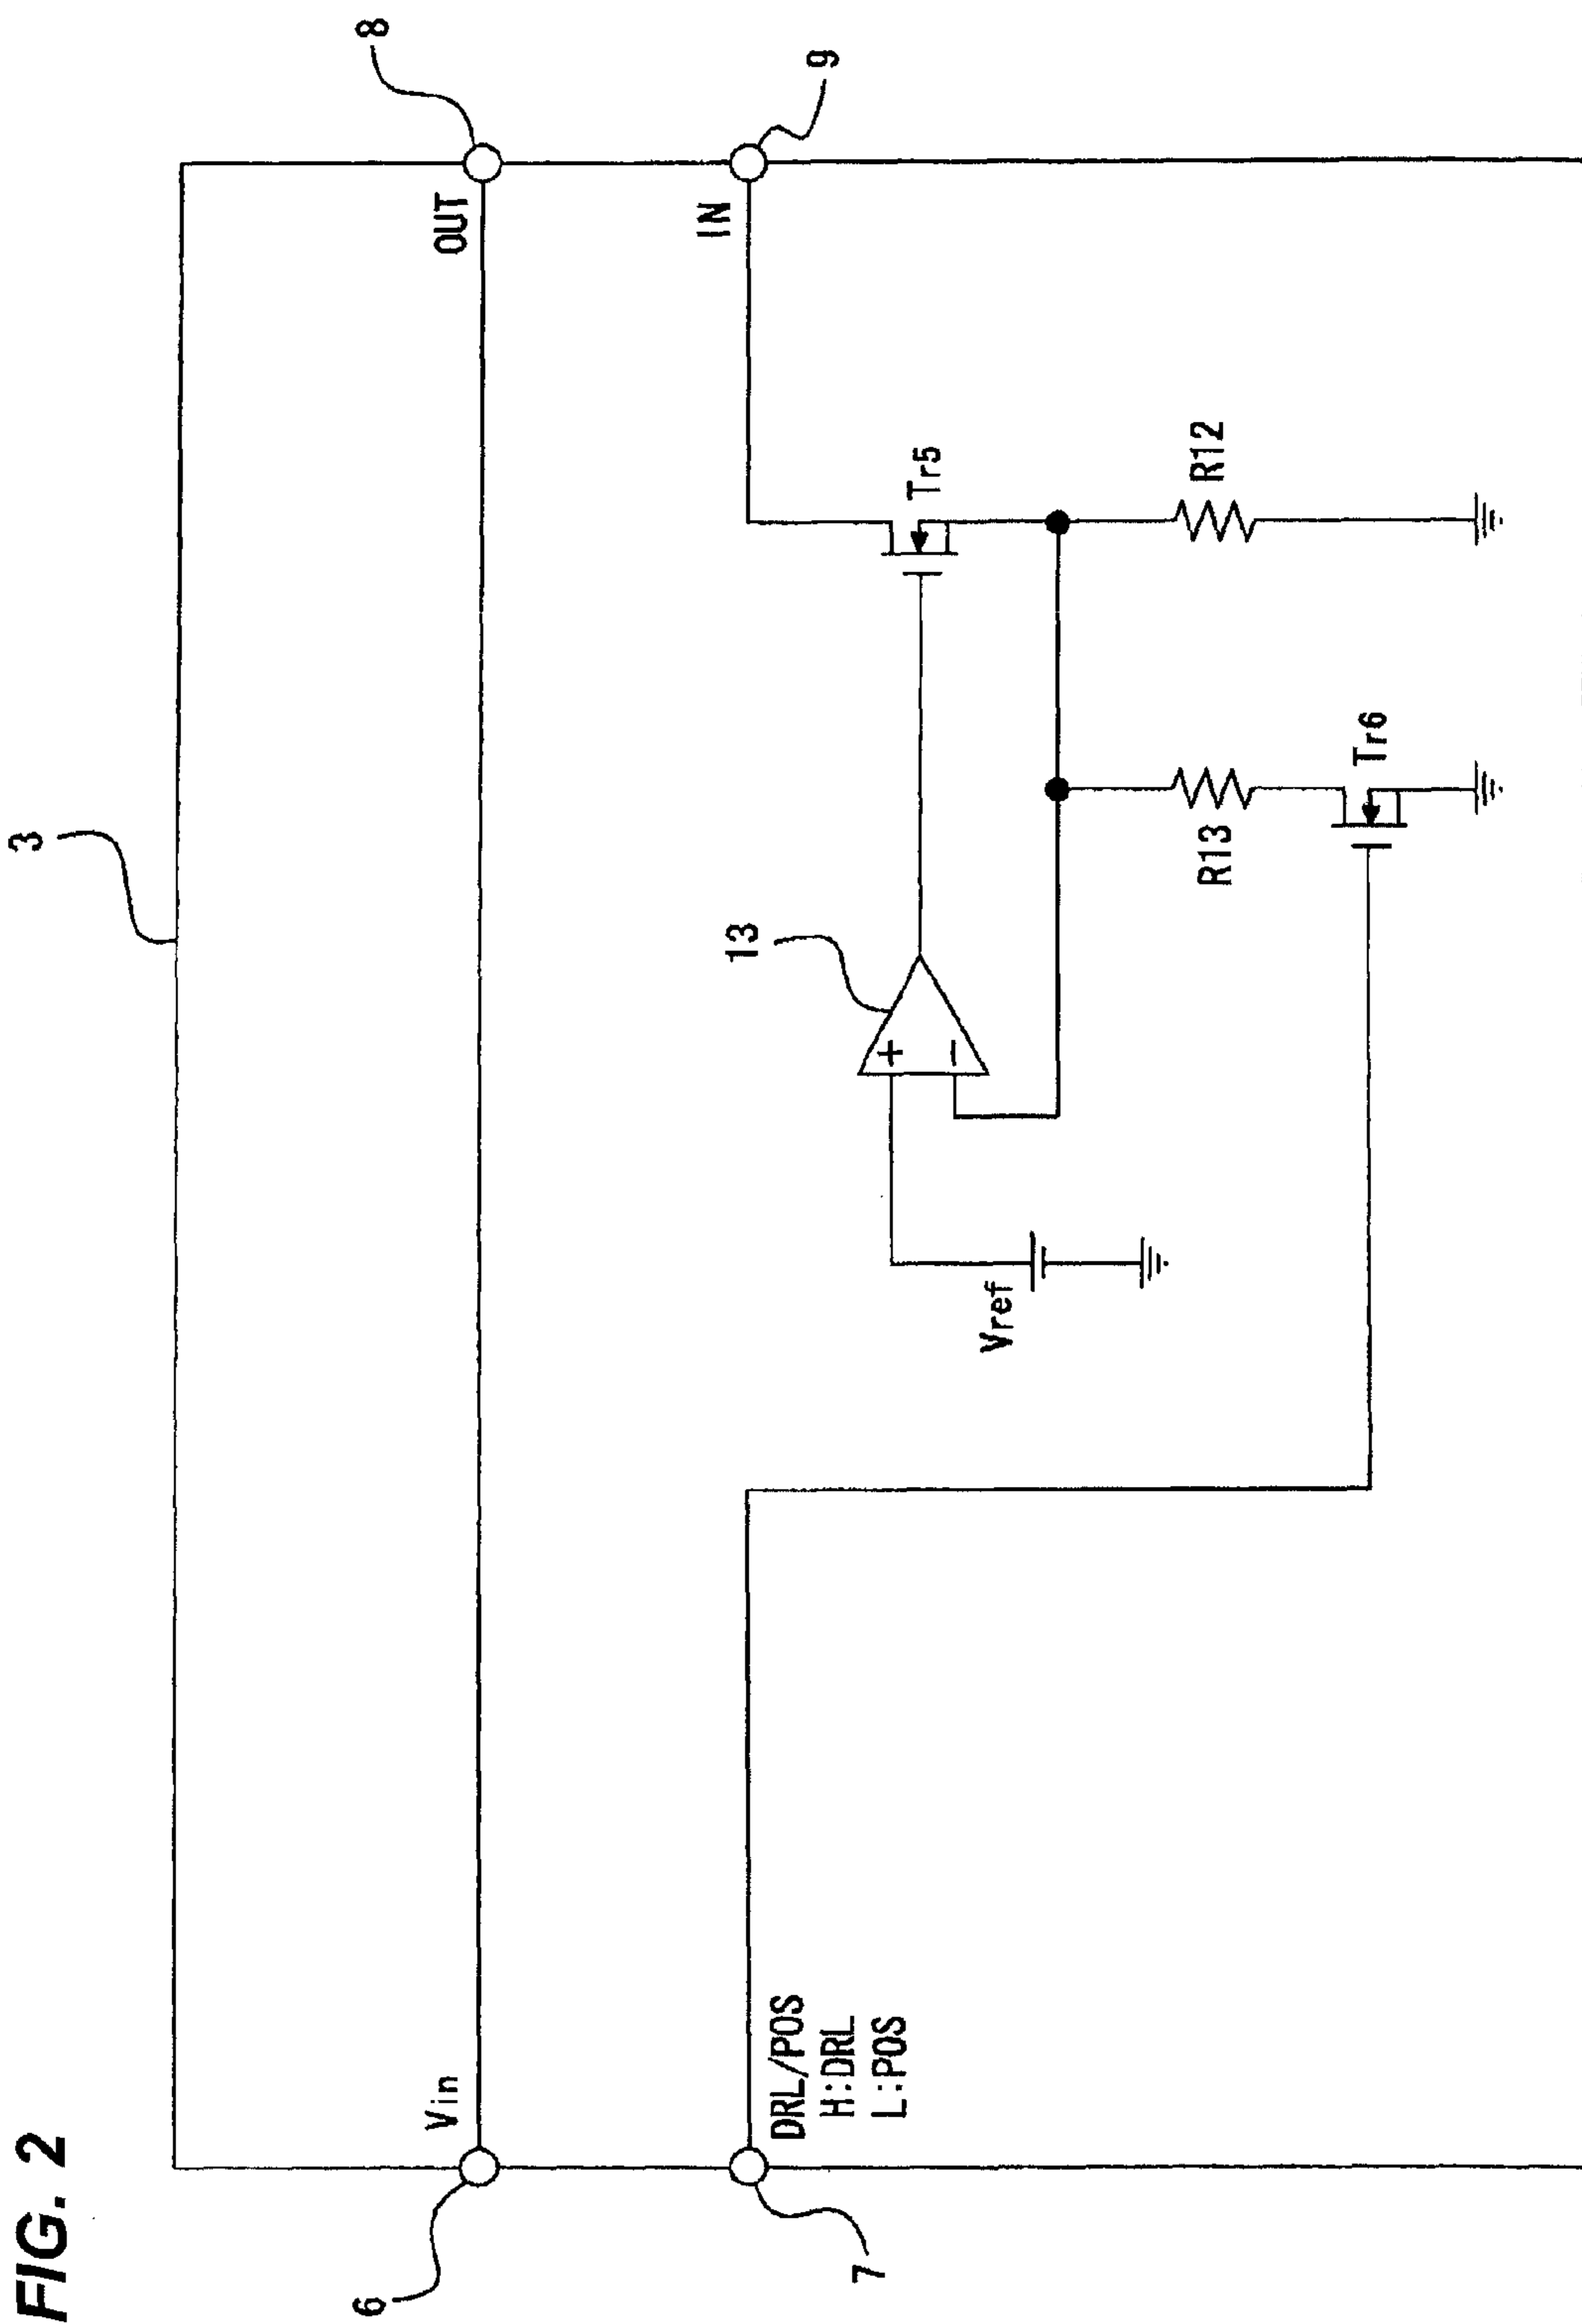 FIG. 2
3
8
6
Vin
OUT
9
7
DRL/POS
H:DRL
L:POS
IN
13
Tr5
Vref
R13
R12
Tr6